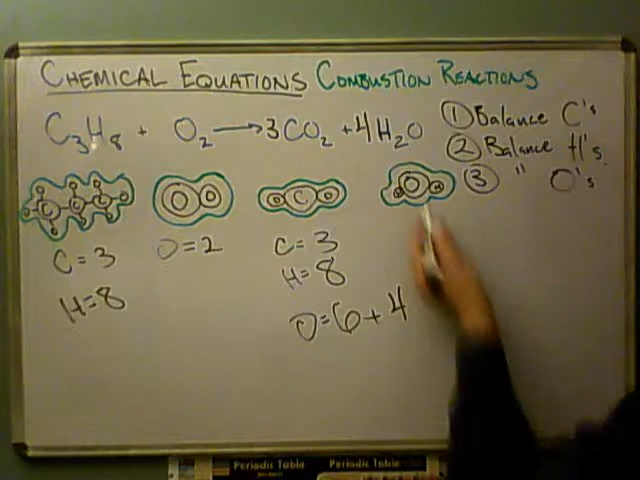 CHEMICAL EQUATIONS COMBUSTION REACTIONS
C₃H₈ + O₂ → 3CO₂ + 4H₂O
① Balance C's
② Balance H's.
③ " O's
C O O C
C = 3
H = 8
O = 2
C = 3
H = 8
O = 6 + 4
Periodic Table Periodic Table